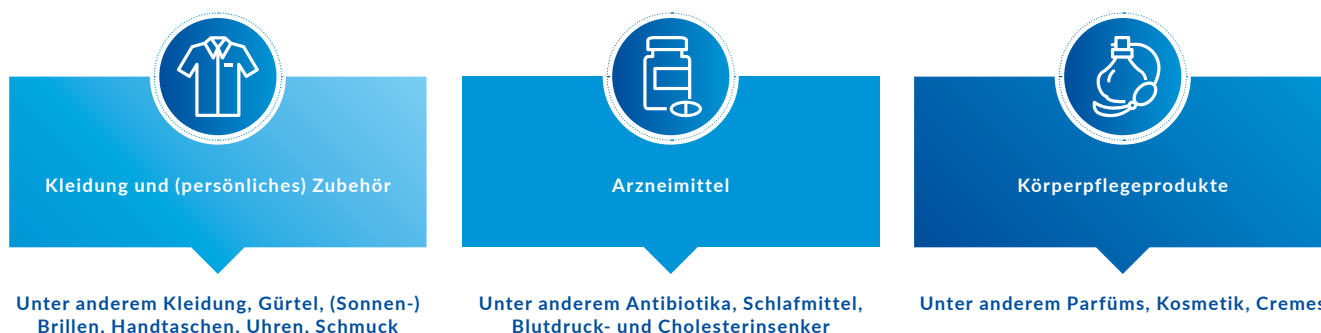 Kleidung und (persönliches) Zubehör
Unter anderem Kleidung, Gürtel, (Sonnen-)
Brillen, Handtaschen, Uhren, Schmuck
Arzneimittel
Unter anderem Antibiotika, Schlafmittel,
Blutdruck- und Cholesterinsenker
Körperpflegeprodukte
Unter anderem Parfüms, Kosmetik, Cremes